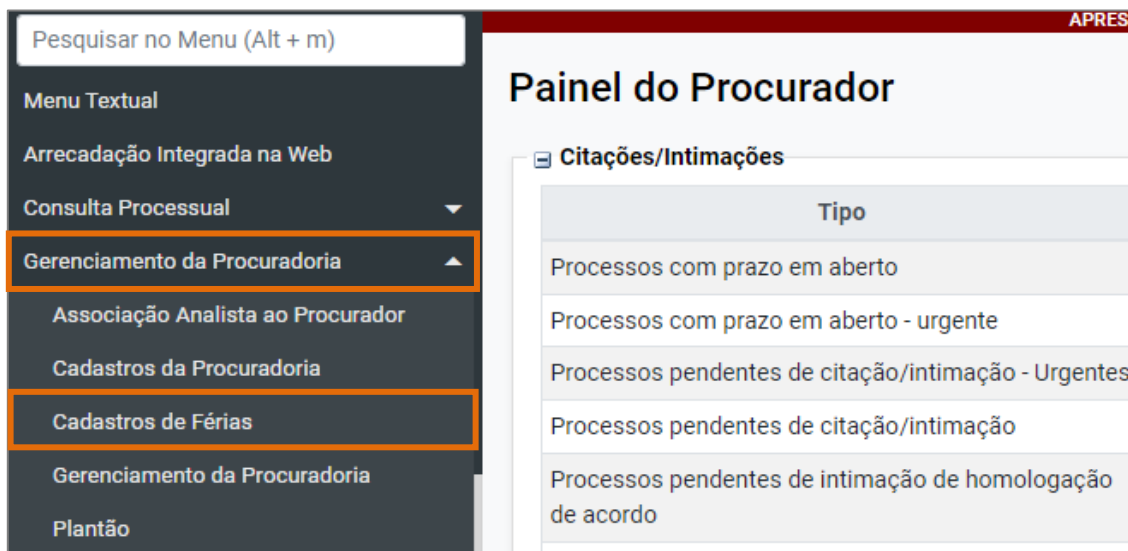 Pesquisar no Menu (Alt + m)
Menu Textual
Arrecadação Integrada na Web
Consulta Processual
Gerenciamento da Procuradoria
Associação Analista ao Procurador
Cadastros da Procuradoria
Cadastros de Férias
Gerenciamento da Procuradoria
Plantão
APRES
Painel do Procurador
Citações/Intimações
Tipo
Processos com prazo em aberto
Processos com prazo em aberto - urgente
Processos pendentes de citação/intimação - Urgentes
Processos pendentes de citação/intimação
Processos pendentes de intimação de homologação
de acordo